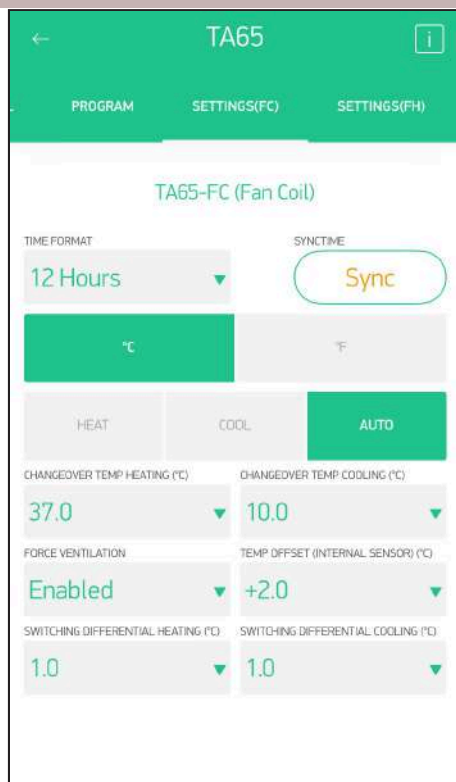 TA65
i
PROGRAM SETTINGS(FC) SETTINGS(FH)
TA65-FC (Fan Coil)
TIME FORMAT SYNCTIME
12 Hours Sync
°C °F
HEAT COOL AUTO
CHANGEOVER TEMP HEATING (°C) CHANGEOVER TEMP COOLING (°C)
37.0 10.0
FORCE VENTILATION TEMP OFFSET (INTERNAL SENSOR) (°C)
Enabled +2.0
SWITCHING DIFFERENTIAL HEATING (°C) SWITCHING DIFFERENTIAL COOLING (°C)
1.0 1.0